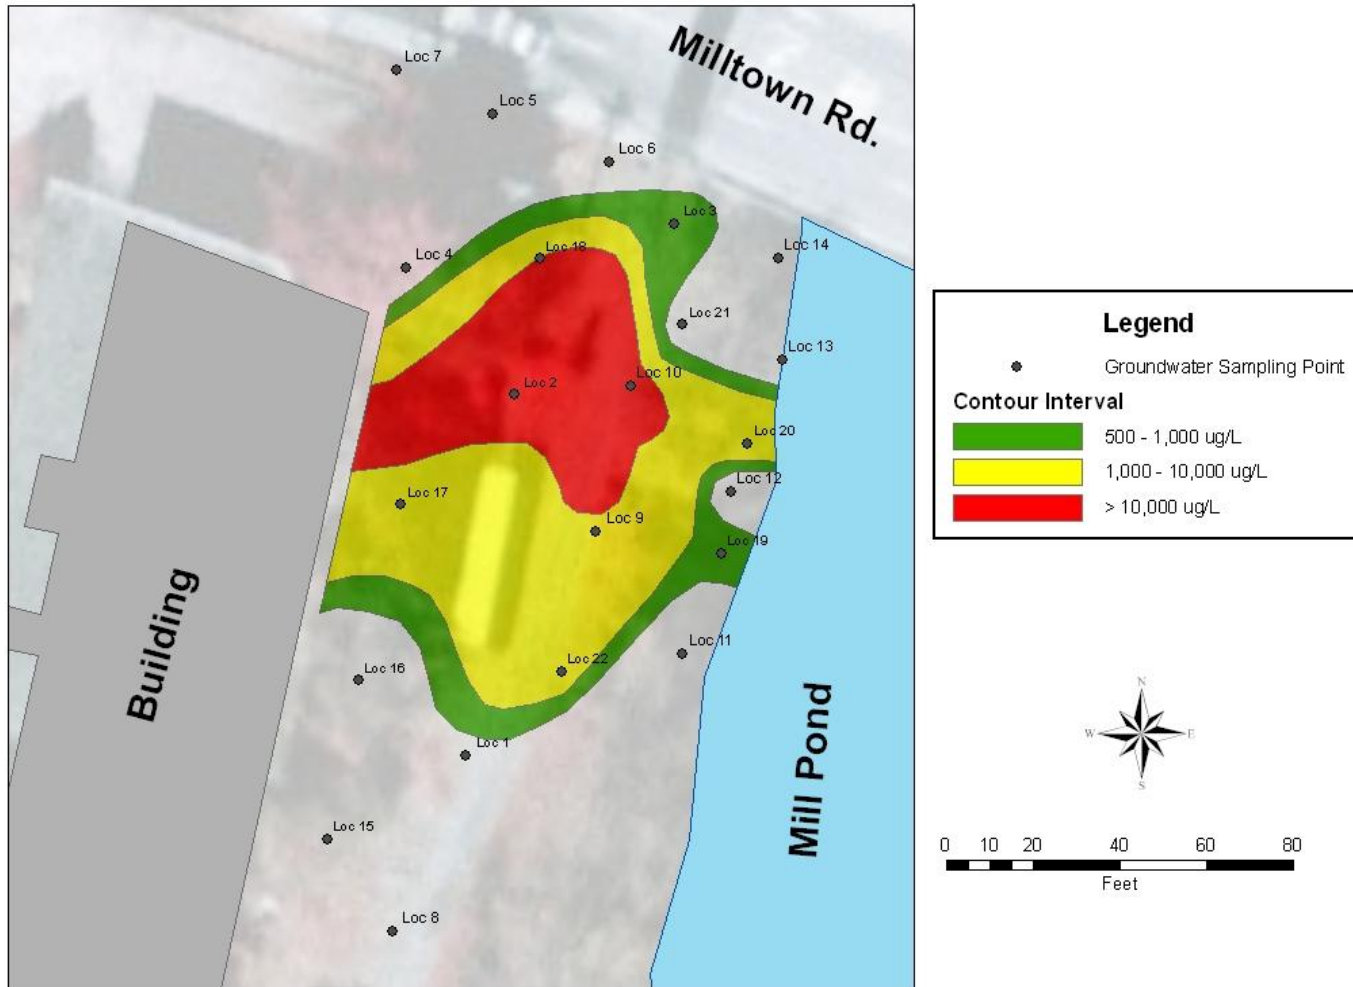 Milltown Rd.
Loc 7
Loc 5
Loc 6
Loc 3
Loc 4
Loc 18
Loc 14
Loc 21
Loc 13
Loc 2
Loc 10
Loc 20
Loc 17
Loc 12
Loc 9
Loc 19
Loc 11
Loc 22
Loc 16
Loc 1
Loc 15
Loc 8
Building
Mill Pond
Legend
Groundwater Sampling Point
Contour Interval
500 - 1,000 ug/L
1,000 - 10,000 ug/L
> 10,000 ug/L
N
W E
S
0 10 20 40 60 80
Feet